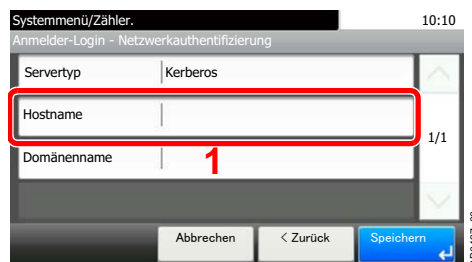 Systemmenü/Zähler. 10:10
Anmelder-Login - Netzwerkauthentifizierung
Servertyp Kerberos
Hostname
1/1
Domänenname
1
Abbrechen < Zurück Speichern